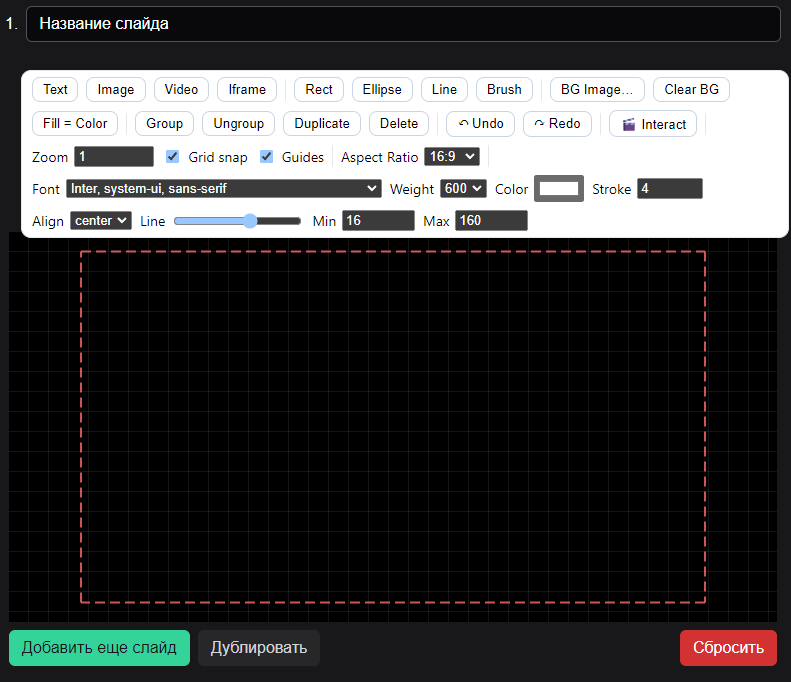 1. Название слайда
Text Image Video Iframe Rect Ellipse Line Brush BG Image... Clear BG
Fill = Color Group Ungroup Duplicate Delete ↶ Undo ↷ Redo 🎬 Interact
Zoom 1 Grid snap Guides Aspect Ratio 16:9
Font Inter, system-ui, sans-serif Weight 600 Color Stroke 4
Align center Line Min 16 Max 160
Добавить еще слайд Дублировать Сбросить